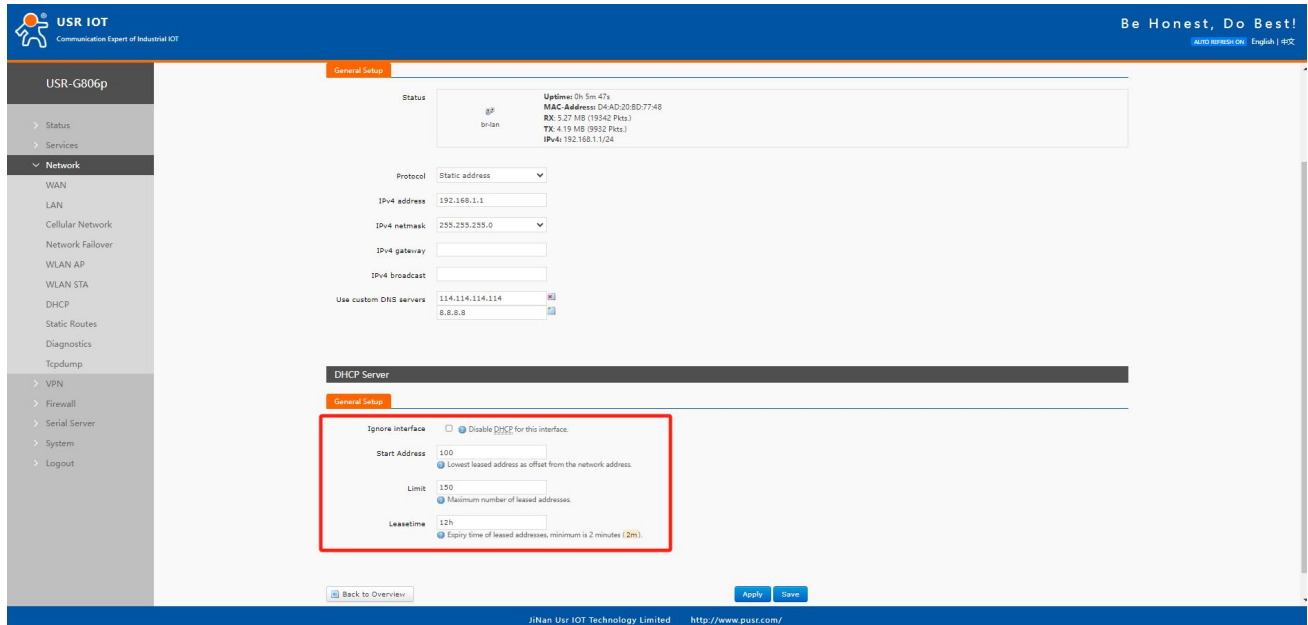 USR IOT
Communication Expert of Industrial IOT
Be Honest, Do Best!
AUTO REFRESH ON English | 中文
USR-G806p
Status
Services
Network
WAN
LAN
Cellular Network
Network Failover
WLAN AP
WLAN STA
DHCP
Static Routes
Diagnostics
Tcpdump
VPN
Firewall
Serial Server
System
Logout
General Setup
Status
br-lan
Uptime: 0h 5m 47s
MAC-Address: D4:AD:20:BD:77:48
RX: 5.27 MB (19342 Pkts.)
TX: 4.19 MB (9932 Pkts.)
IPv4: 192.168.1.1/24
Protocol Static address
IPv4 address 192.168.1.1
IPv4 netmask 255.255.255.0
IPv4 gateway
IPv4 broadcast
Use custom DNS servers 114.114.114.114
8.8.8.8
DHCP Server
General Setup
Ignore interface Disable DHCP for this interface.
Start Address 100
Lowest leased address as offset from the network address.
Limit 150
Maximum number of leased addresses.
Leasetime 12h
Expiry time of leased addresses, minimum is 2 minutes (2m).
Back to Overview Apply Save
JiNan Usr IOT Technology Limited http://www.pusr.com/